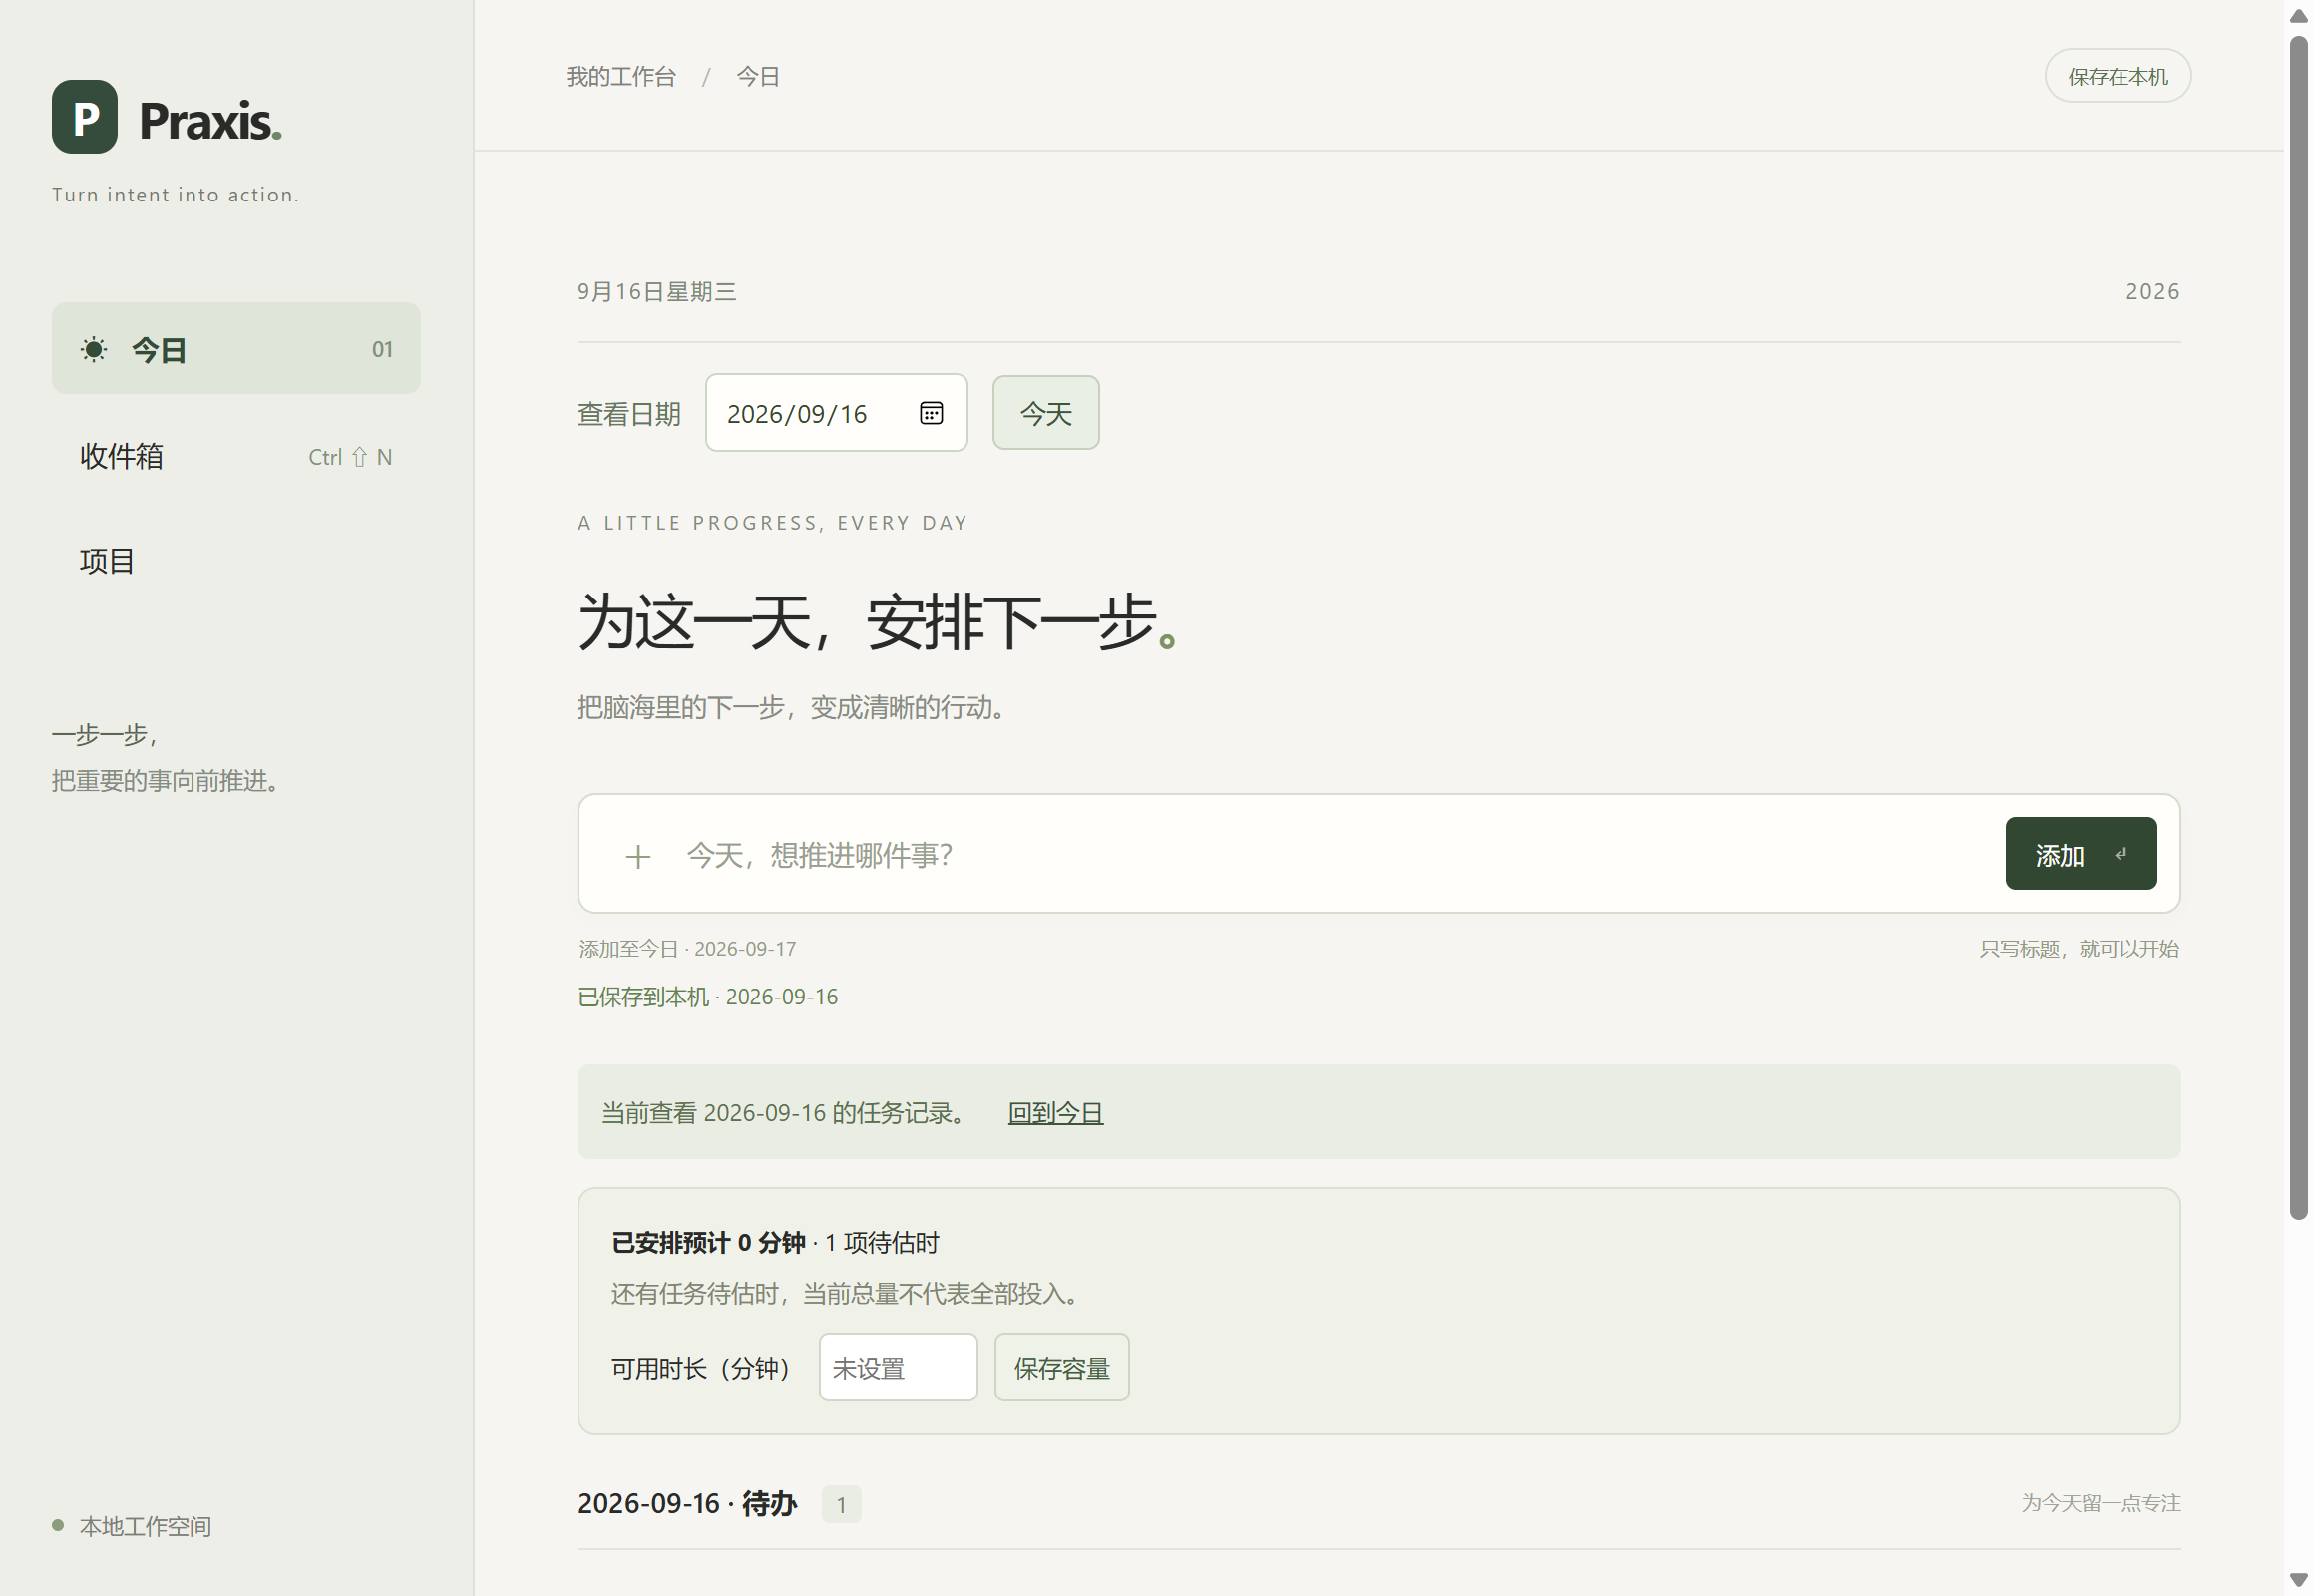 P Praxis.
Turn intent into action.
今日 01
收件箱 Ctrl ⇧ N
项目
一步一步，
把重要的事向前推进。
本地工作空间
我的工作台 / 今日
保存在本机
9月16日星期三
2026
查看日期 2026/09/16 今天
A LITTLE PROGRESS, EVERY DAY
为这一天，安排下一步。
把脑海里的下一步，变成清晰的行动。
今天，想推进哪件事？
添加 ↵
添加至今日 · 2026-09-17
只写标题，就可以开始
已保存到本机 · 2026-09-16
当前查看 2026-09-16 的任务记录。 回到今日
已安排预计 0 分钟 · 1 项待估时
还有任务待估时，当前总量不代表全部投入。
可用时长（分钟） 未设置 保存容量
2026-09-16 · 待办 1
为今天留一点专注